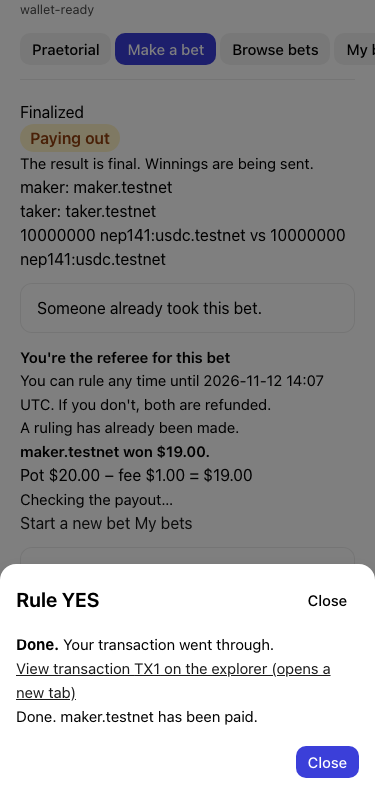 wallet-ready
Praetorial Make a bet Browse bets My b
Finalized
Paying out
The result is final. Winnings are being sent.
maker: maker.testnet
taker: taker.testnet
10000000 nep141:usdc.testnet vs 10000000
nep141:usdc.testnet
Someone already took this bet.
You're the referee for this bet
You can rule any time until 2026-11-12 14:07
UTC. If you don't, both are refunded.
A ruling has already been made.
maker.testnet won $19.00.
Pot $20.00 − fee $1.00 = $19.00
Checking the payout…
Start a new bet My bets
Rule YES Close
Done. Your transaction went through.
View transaction TX1 on the explorer (opens a
new tab)
Done. maker.testnet has been paid.
Close